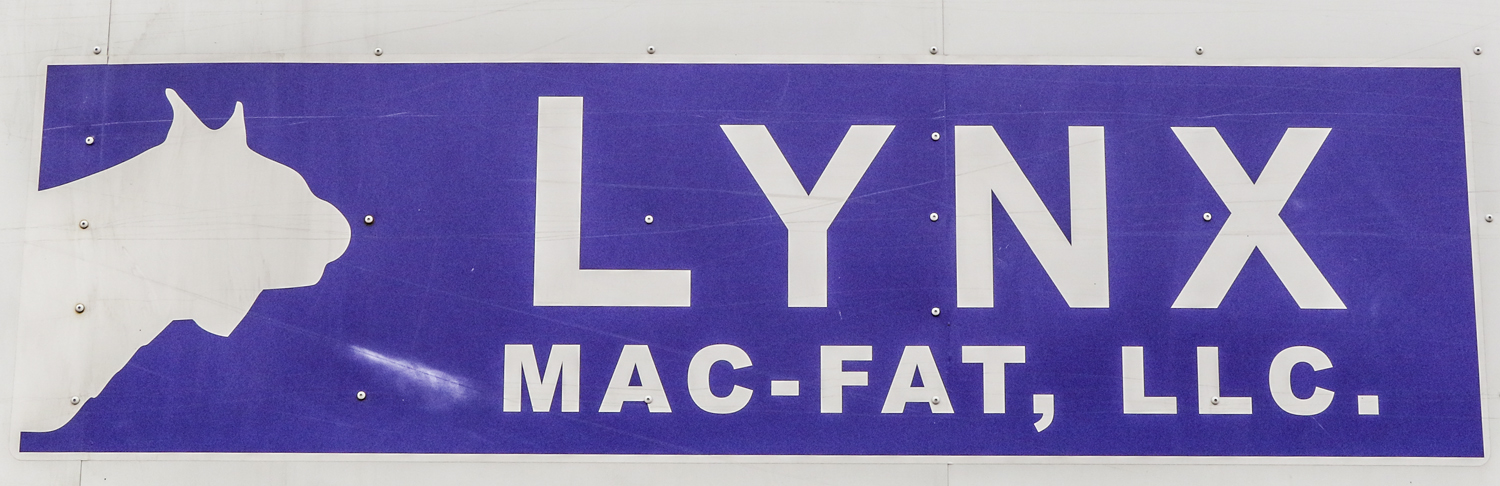 LYNX
MAC-FAT, LLC.